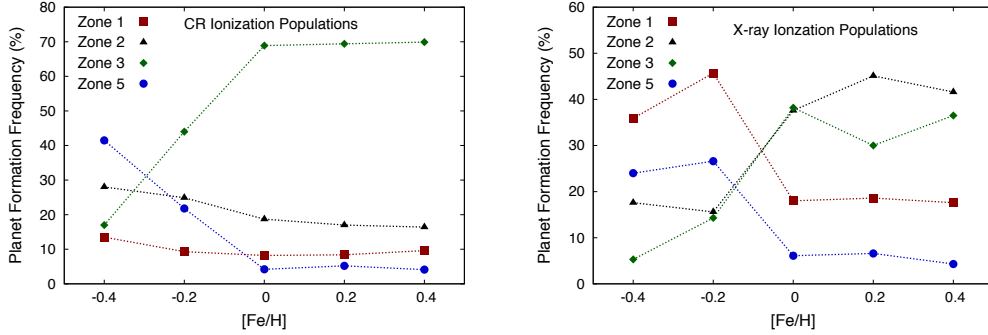 CR Ionization Populations
Zone 1
Zone 2
Zone 3
Zone 5
Planet Formation Frequency (%)
80
70
60
50
40
30
20
10
0
-0.4 -0.2 0 0.2 0.4
[Fe/H]
X-ray Ionzation Populations
Zone 1
Zone 2
Zone 3
Zone 5
Planet Formation Frequency (%)
60
50
40
30
20
10
0
-0.4 -0.2 0 0.2 0.4
[Fe/H]